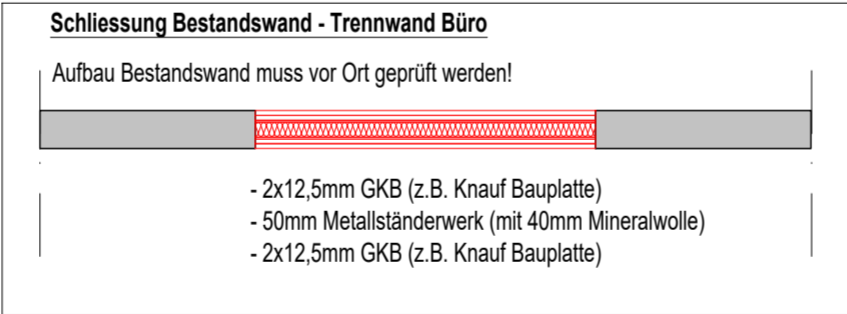 Schliessung Bestandswand - Trennwand Büro
Aufbau Bestandswand muss vor Ort geprüft werden!
- 2x12,5mm GKB (z.B. Knauf Bauplatte)
- 50mm Metallständerwerk (mit 40mm Mineralwolle)
- 2x12,5mm GKB (z.B. Knauf Bauplatte)